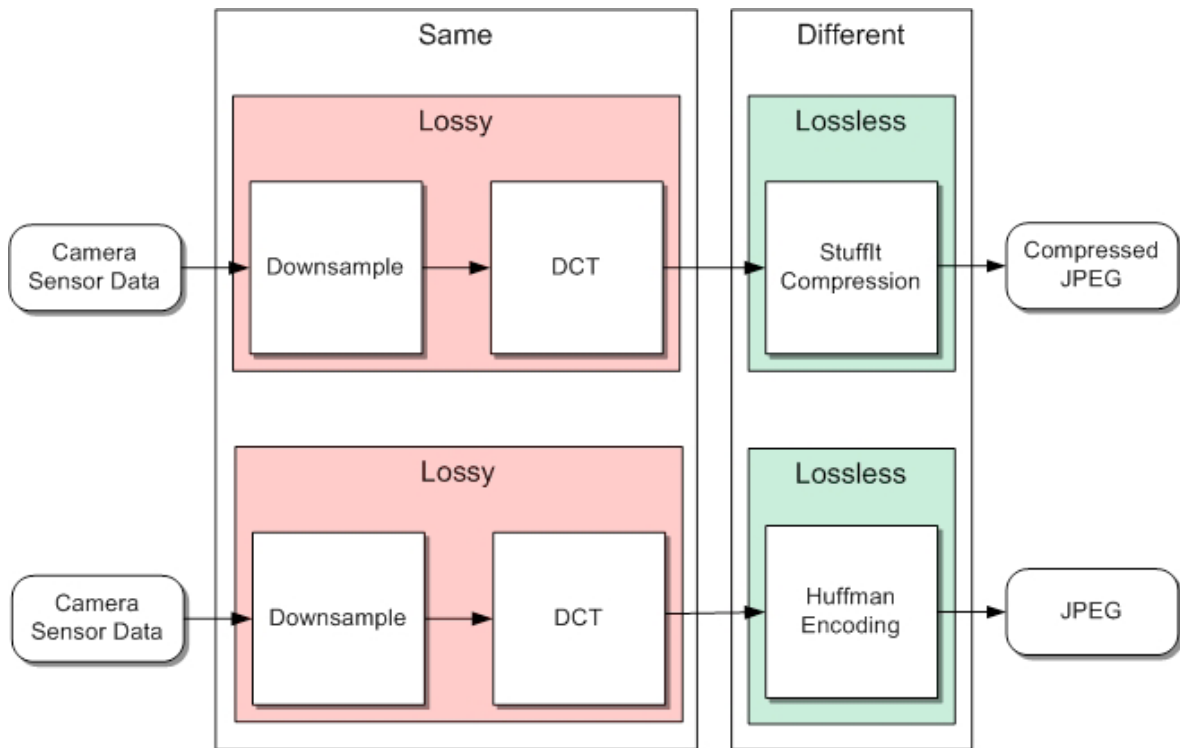 Same
Different
Lossy
Lossless
Camera
Sensor Data
Downsample
DCT
StuffIt
Compression
Compressed
JPEG
Lossy
Lossless
Camera
Sensor Data
Downsample
DCT
Huffman
Encoding
JPEG